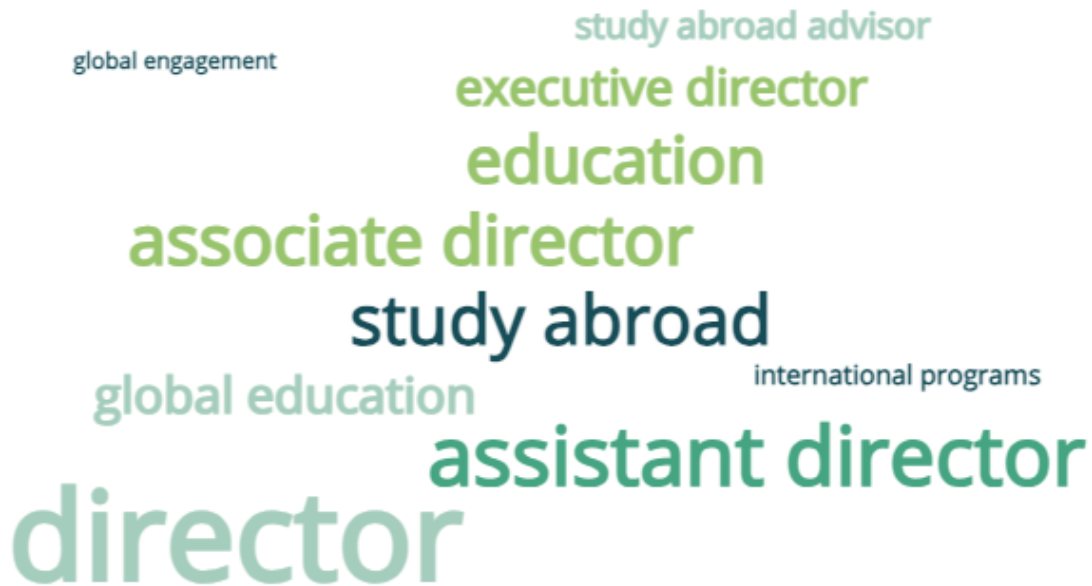 study abroad advisor
global engagement
executive director
education
associate director
study abroad
international programs
global education
assistant director
director